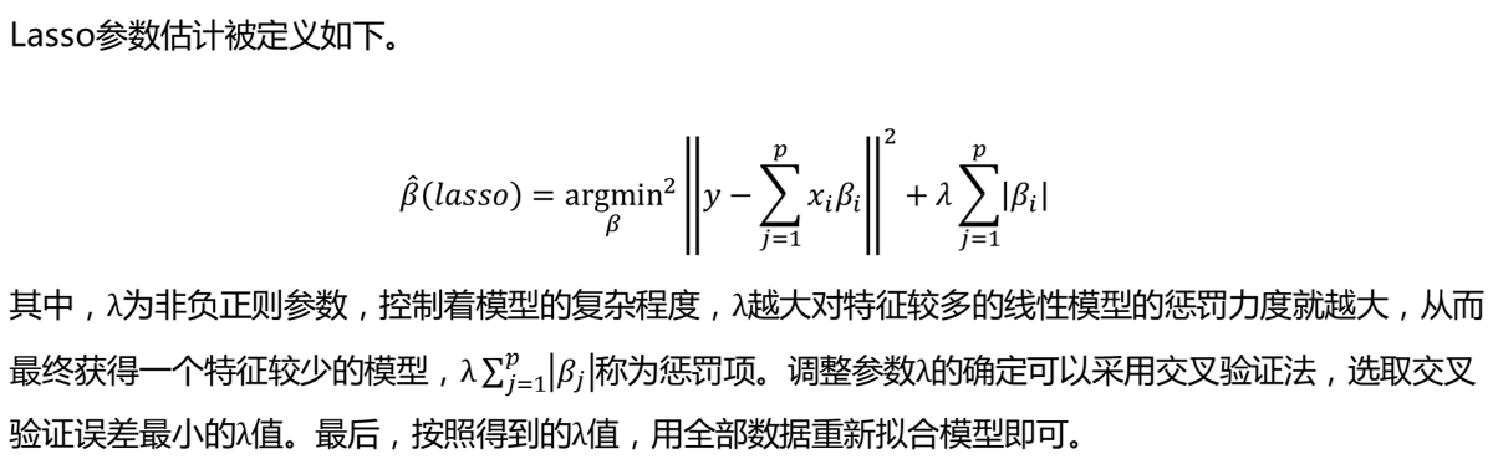 Lasso参数估计被定义如下。
$\hat{\beta}(lasso) = \underset{\beta}{\mathrm{argmin}}^2 \left\| y - \sum_{j=1}^{p} x_i \beta_i \right\|^2 + \lambda \sum_{j=1}^{p} |\beta_i|$
其中，λ为非负正则参数，控制着模型的复杂程度，λ越大对特征较多的线性模型的惩罚力度就越大，从而
最终获得一个特征较少的模型，$\lambda \sum_{j=1}^{p} |\beta_j|$称为惩罚项。调整参数λ的确定可以采用交叉验证法，选取交叉
验证误差最小的λ值。最后，按照得到的λ值，用全部数据重新拟合模型即可。